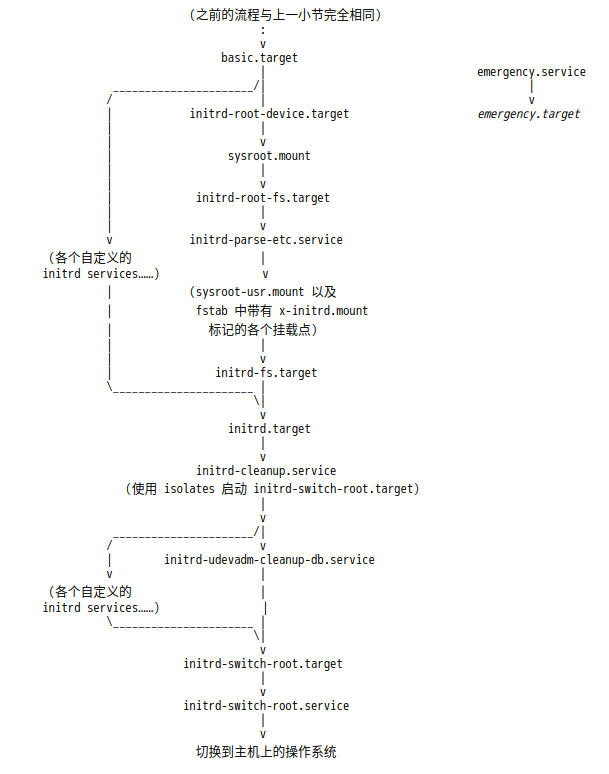 （之前的流程与上一小节完全相同）
:
v
basic.target
emergency.service
v
emergency.target
initrd-root-device.target
v
sysroot.mount
v
initrd-root-fs.target
v
v initrd-parse-etc.service
（各个自定义的
initrd services……） v
（sysroot-usr.mount 以及
fstab 中带有 x-initrd.mount
标记的各个挂载点）
v
initrd-fs.target
v
initrd.target
v
initrd-cleanup.service
（使用 isolates 启动 initrd-switch-root.target）
v
v
initrd-udevadm-cleanup-db.service
v
（各个自定义的
initrd services……）
v
initrd-switch-root.target
v
initrd-switch-root.service
v
切换到主机上的操作系统